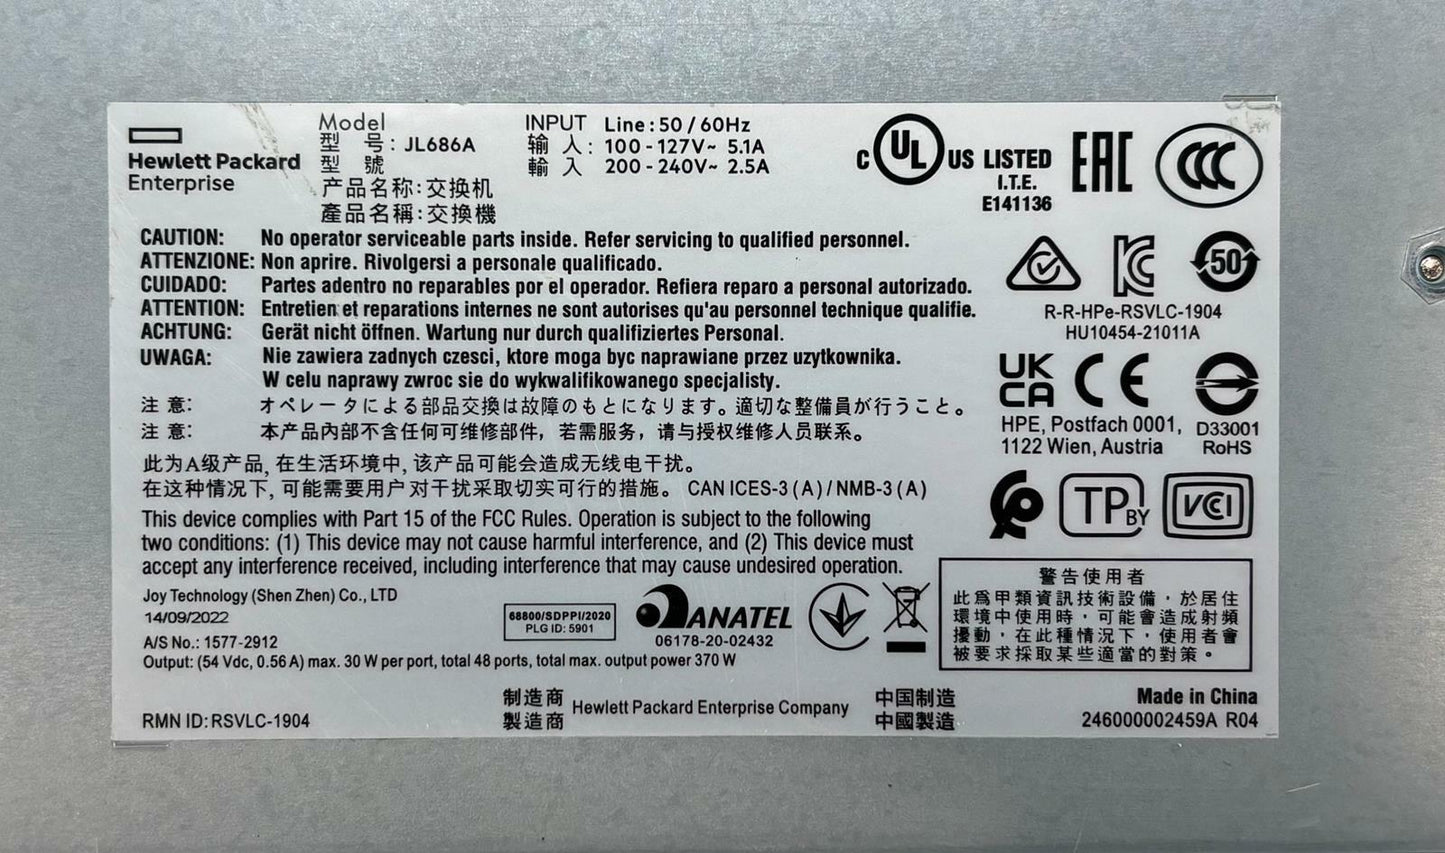 Hewlett Packard
Enterprise
Model
型 号: JL686A
型 號
产品名称:交换机
產品名稱:交換機
INPUT Line:50/60Hz
输 入: 100-127V~ 5.1A
輸 入 200-240V~ 2.5A
C UL US LISTED
I.T.E.
E141136
EAC
CCC
CAUTION: No operator serviceable parts inside. Refer servicing to qualified personnel.
ATTENZIONE: Non aprire. Rivolgersi a personale qualificato.
CUIDADO: Partes adentro no reparables por el operador. Refiera reparo a personal autorizado.
ATTENTION: Entretien et reparations internes ne sont autorises qu'au personnel technique qualifie.
ACHTUNG: Gerät nicht öffnen. Wartung nur durch qualifiziertes Personal.
UWAGA: Nie zawiera zadnych czesci, ktore moga byc naprawiane przez uzytkownika.
W celu naprawy zwroc sie do wykwalifikowanego specjalisty.
注 意: オペレータによる部品交換は故障のもとになります。適切な整備員が行うこと。
注 意: 本产品内部不含任何可维修部件，若需服务，请与授权维修人员联系。
此为A级产品, 在生活环境中, 该产品可能会造成无线电干扰。
在这种情况下, 可能需要用户对干扰采取切实可行的措施。 CAN ICES-3 (A) / NMB-3 (A)
This device complies with Part 15 of the FCC Rules. Operation is subject to the following
two conditions: (1) This device may not cause harmful interference, and (2) This device must
accept any interference received, including interference that may cause undesired operation.
KC
50
R-R-HPe-RSVLC-1904
HU10454-21011A
UK
CA CE
HPE, Postfach 0001,
1122 Wien, Austria
D33001
RoHS
TP BY
VCCI
Joy Technology (Shen Zhen) Co., LTD
14/09/2022
A/S No.: 1577-2912
Output: (54 Vdc, 0.56 A) max. 30 W per port, total 48 ports, total max. output power 370 W
68800/SDPPI/2020
PLG ID: 5901
ANATEL
06178-20-02432
警告使用者
此為甲類資訊技術設備，於居住
環境中使用時，可能會造成射頻
擾動，在此種情況下，使用者會
被要求採取某些適當的對策。
RMN ID: RSVLC-1904
制造商
製造商 Hewlett Packard Enterprise Company
中国制造
中國製造
Made in China
246000002459A R04